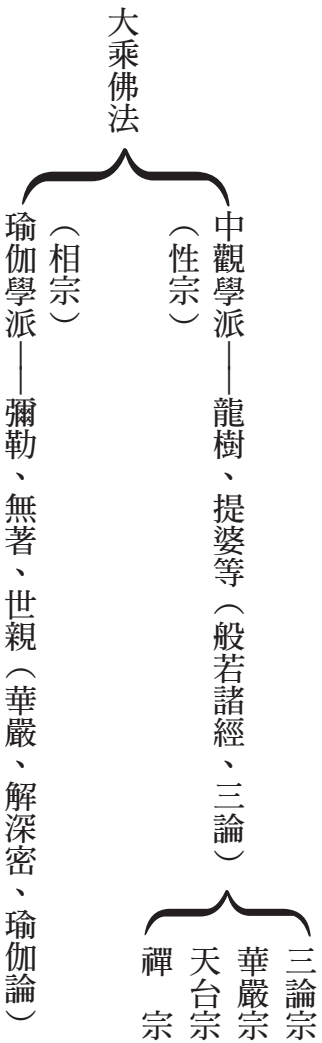 大乘佛法
中觀學派——龍樹、提婆等（般若諸經、三論）
（性宗）
三論宗
華嚴宗
天台宗
禪　宗
（相宗）
瑜伽學派——彌勒、無著、世親（華嚴、解深密、瑜伽論）